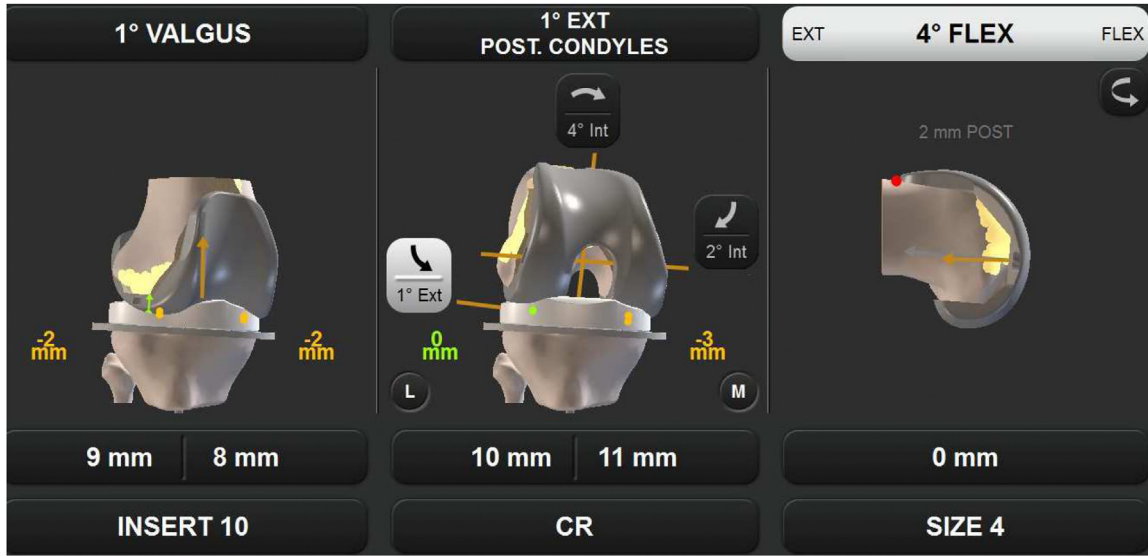 1° VALGUS
1° EXT
POST. CONDYLES
EXT 4° FLEX FLEX
4° Int
2 mm POST
2° Int
1° Ext
-2
mm
-2
mm
0
mm
-3
mm
L
M
9 mm 8 mm
10 mm 11 mm
0 mm
INSERT 10
CR
SIZE 4